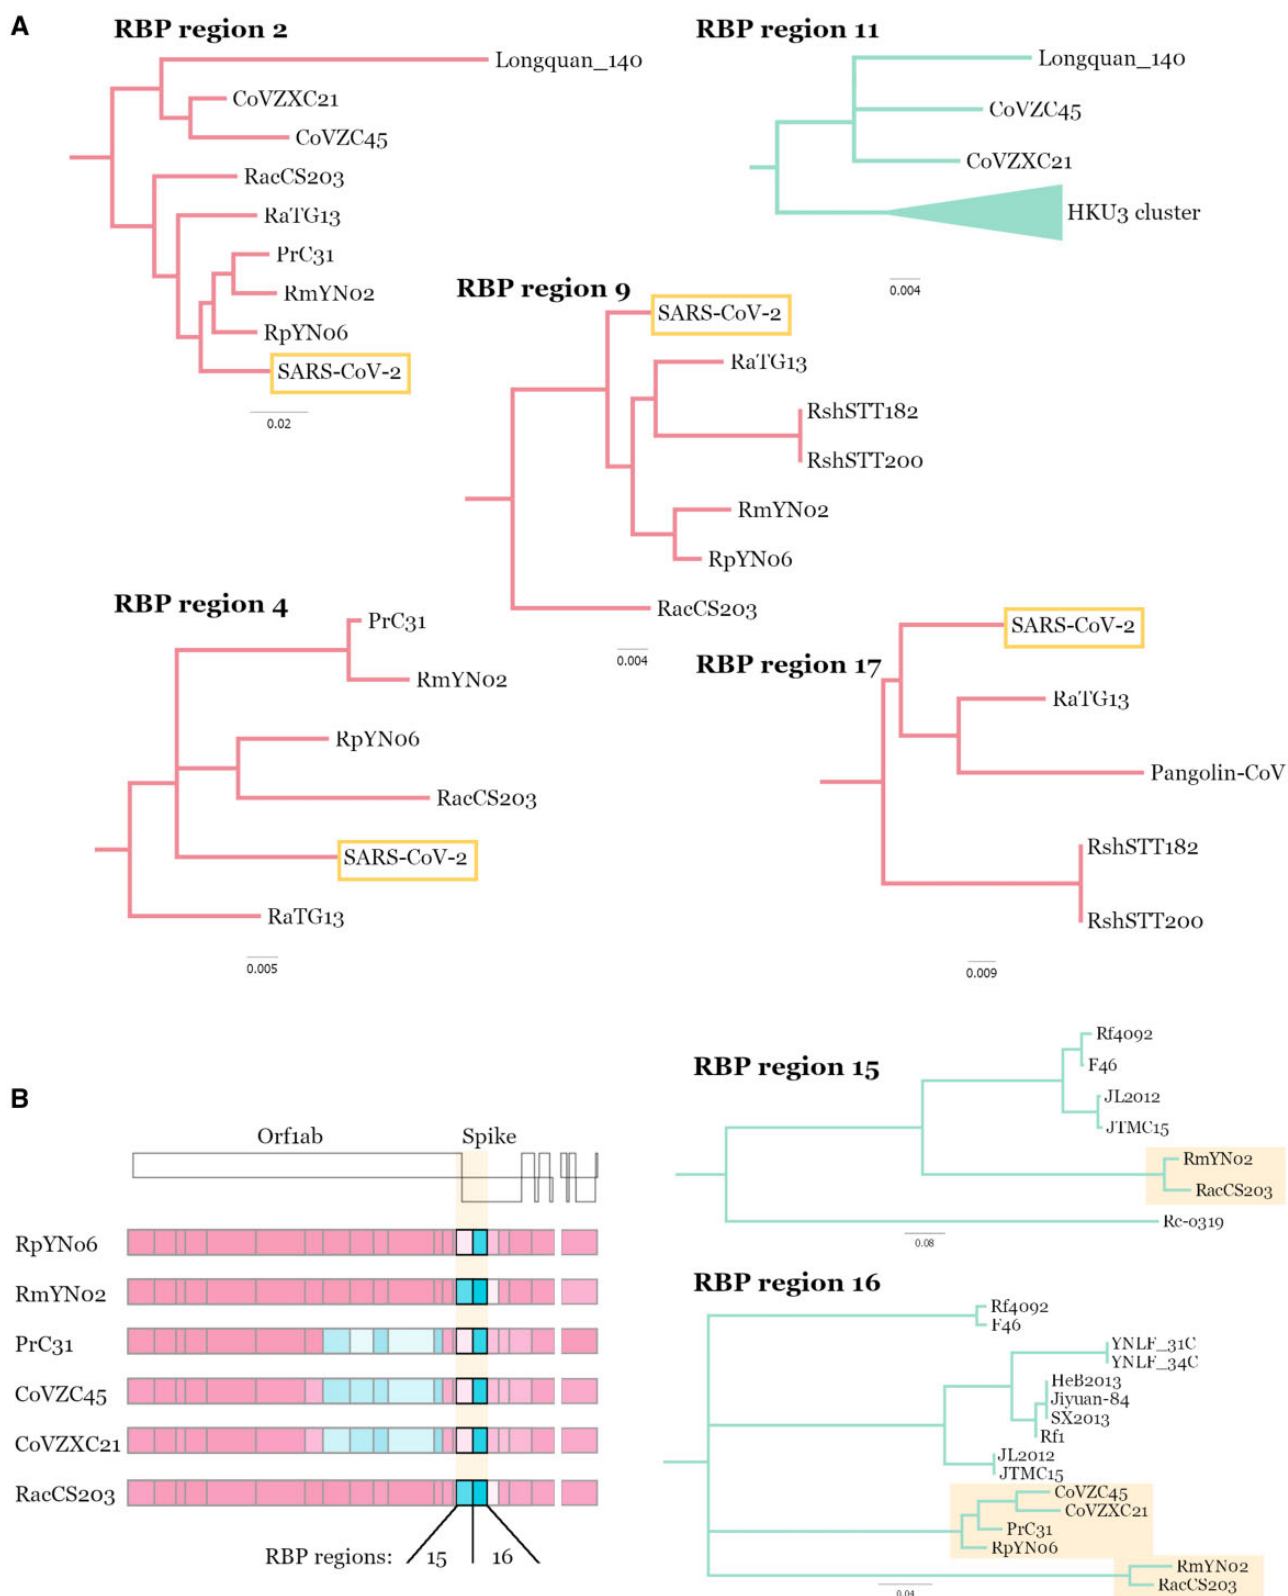 A
RBP region 2
Longquan_140
CoVZXC21
CoVZC45
RacCS203
RaTG13
PrC31
RmYN02
RpYN06
SARS-CoV-2
0.02
RBP region 11
Longquan_140
CoVZC45
CoVZXC21
HKU3 cluster
0.004
RBP region 9
SARS-CoV-2
RaTG13
RshSTT182
RshSTT200
RmYN02
RpYN06
RacCS203
0.004
RBP region 4
PrC31
RmYN02
RpYN06
RacCS203
SARS-CoV-2
RaTG13
0.005
RBP region 17
SARS-CoV-2
RaTG13
Pangolin-CoV
RshSTT182
RshSTT200
0.009
B
Orf1ab Spike
RpYN06
RmYN02
PrC31
CoVZC45
CoVZXC21
RacCS203
RBP regions: 15 16
RBP region 15
Rf4092
F46
JL2012
JTMC15
RmYN02
RacCS203
Rc-0319
0.08
RBP region 16
Rf4092
F46
YNLF_31C
YNLF_34C
HeB2013
Jiyuan-84
SX2013
Rf1
JL2012
JTMC15
CoVZC45
CoVZXC21
PrC31
RpYN06
RmYN02
RacCS203
0.04